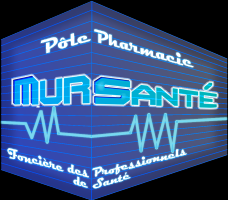 Pôle Pharmacie
MURSANTÉ
Foncière des Professionnels
de Santé